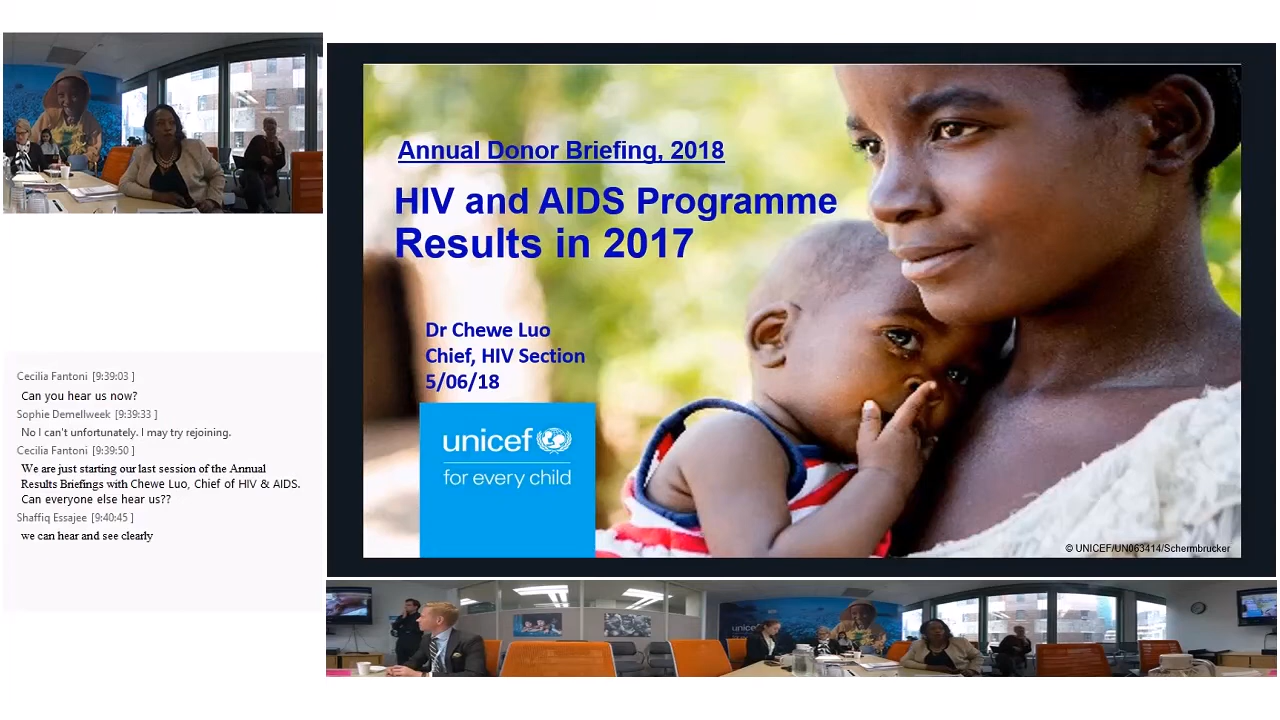 Annual Donor Briefing, 2018
HIV and AIDS Programme
Results in 2017
Dr Chewe Luo
Chief, HIV Section
5/06/18
unicef
for every child
© UNICEF/UN063414/Schermbrucker
Cecilia Fantoni [9:39:03 ]
Can you hear us now?
Sophie Demellweek [9:39:33 ]
No I can't unfortunately. I may try rejoining.
Cecilia Fantoni [9:39:50 ]
We are just starting our last session of the Annual
Results Briefings with Chewe Luo, Chief of HIV & AIDS.
Can everyone else hear us??
Shaffiq Essajee [9:40:45 ]
we can hear and see clearly
unicef